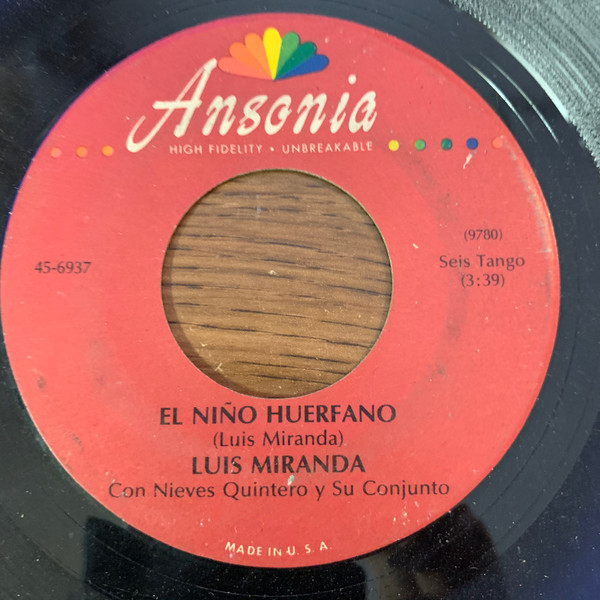 Ansonia
HIGH FIDELITY • UNBREAKABLE
(9780)
45-6937
Seis Tango
(3:39)
EL NIÑO HUERFANO
(Luis Miranda)
LUIS MIRANDA
Con Nieves Quintero y Su Conjunto
MADE IN U. S. A.